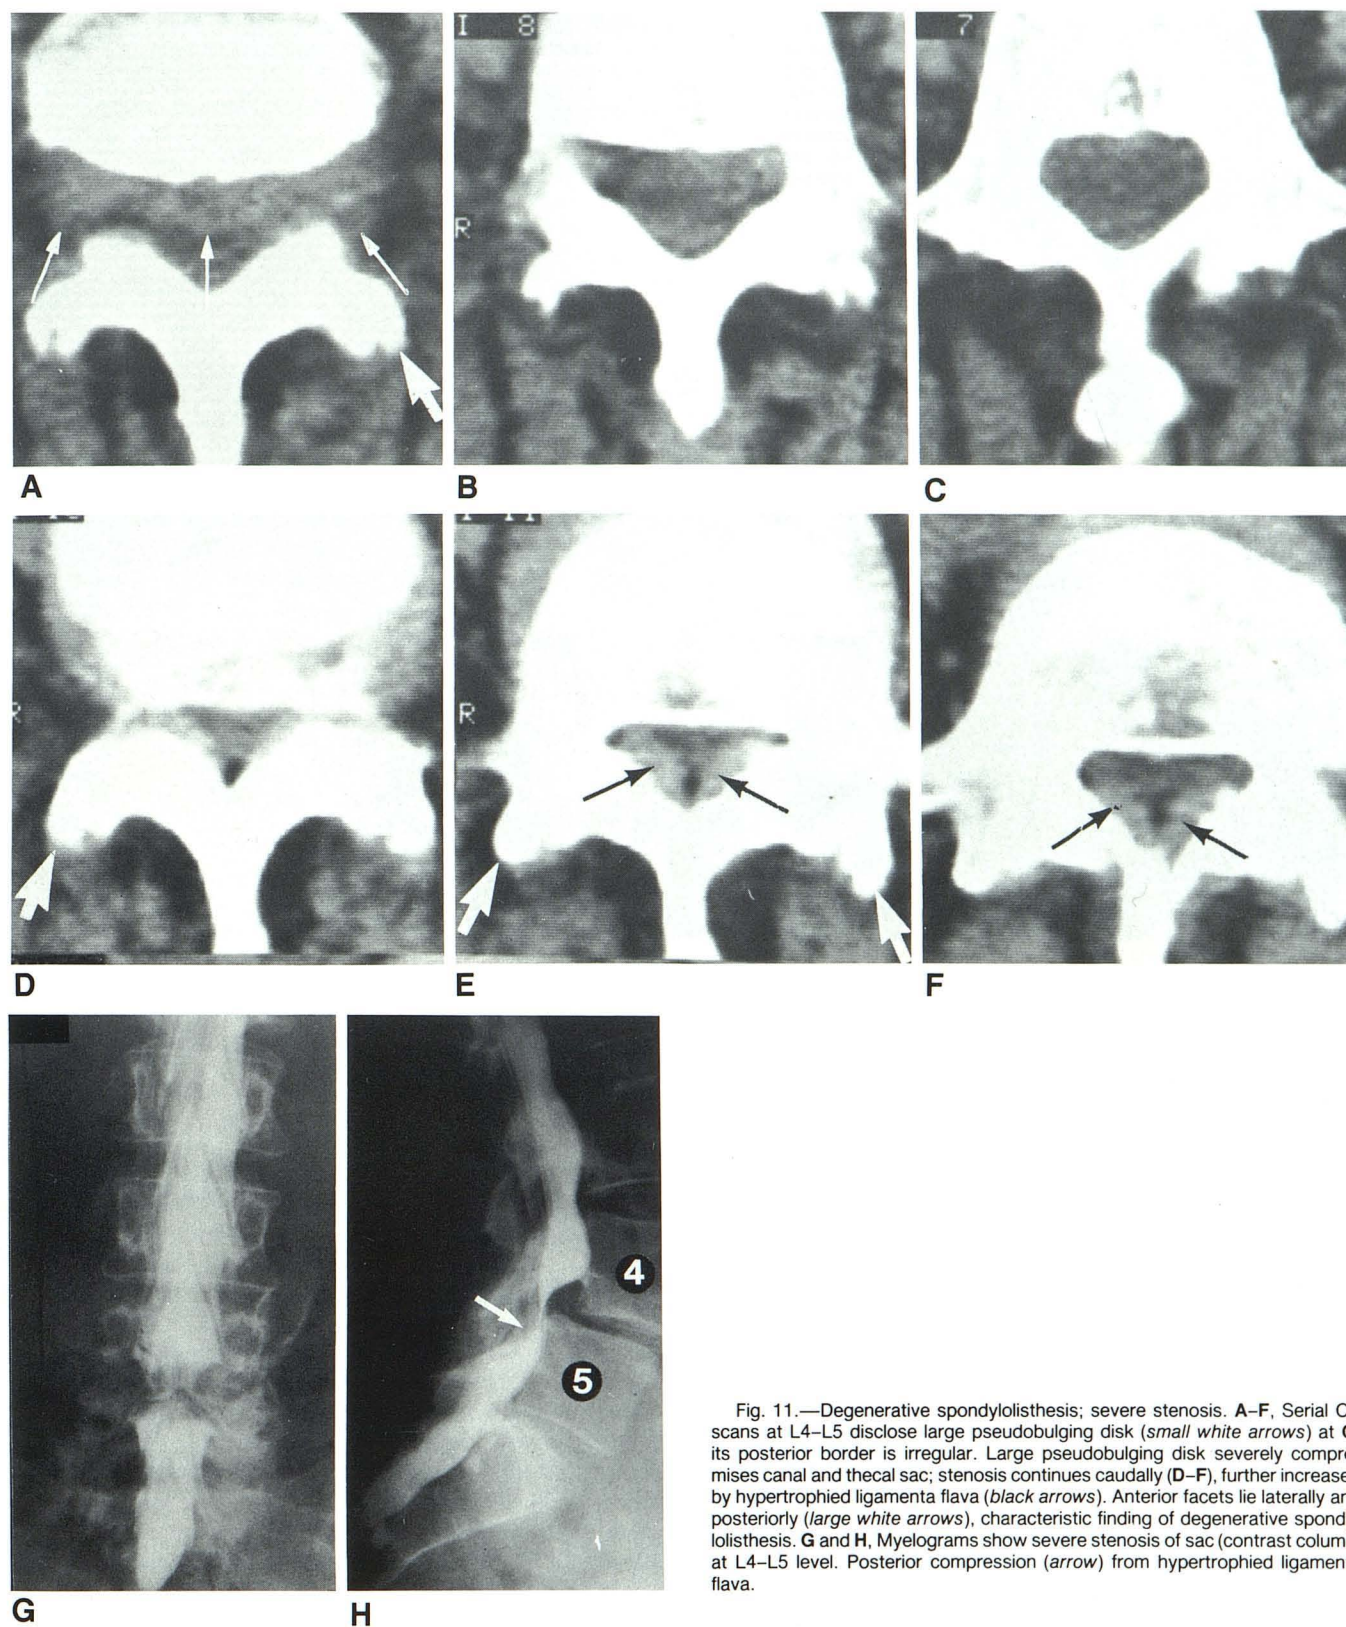 I 8
7
R
A
B
C
R
R
D
E
F
4
5
G
H
Fig. 11.—Degenerative spondylolisthesis; severe stenosis. A–F, Serial C
scans at L4–L5 disclose large pseudobulging disk (small white arrows) at
its posterior border is irregular. Large pseudobulging disk severely compro
mises canal and thecal sac; stenosis continues caudally (D–F), further increase
by hypertrophied ligamenta flava (black arrows). Anterior facets lie laterally an
posteriorly (large white arrows), characteristic finding of degenerative spondy
lolisthesis. G and H, Myelograms show severe stenosis of sac (contrast colum
at L4–L5 level. Posterior compression (arrow) from hypertrophied ligamen
flava.